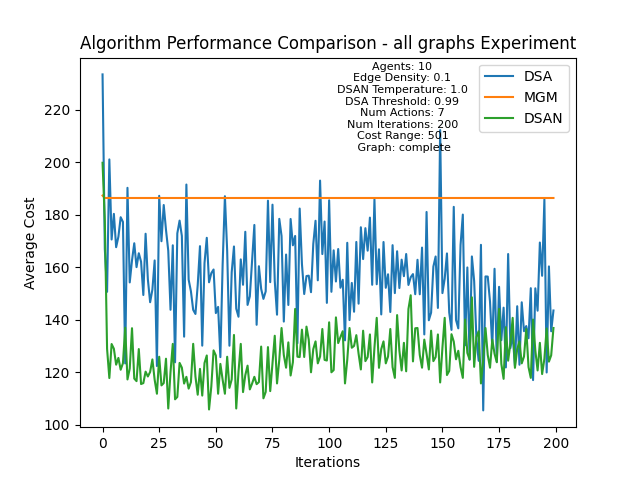 Algorithm Performance Comparison - all graphs Experiment
Agents: 10
Edge Density: 0.1
DSAN Temperature: 1.0
DSA Threshold: 0.99
Num Actions: 7
Num Iterations: 200
Cost Range: 501
Graph: complete
DSA
MGM
DSAN
Average Cost
220
200
180
160
140
120
100
0
25
50
75
100
125
150
175
200
Iterations